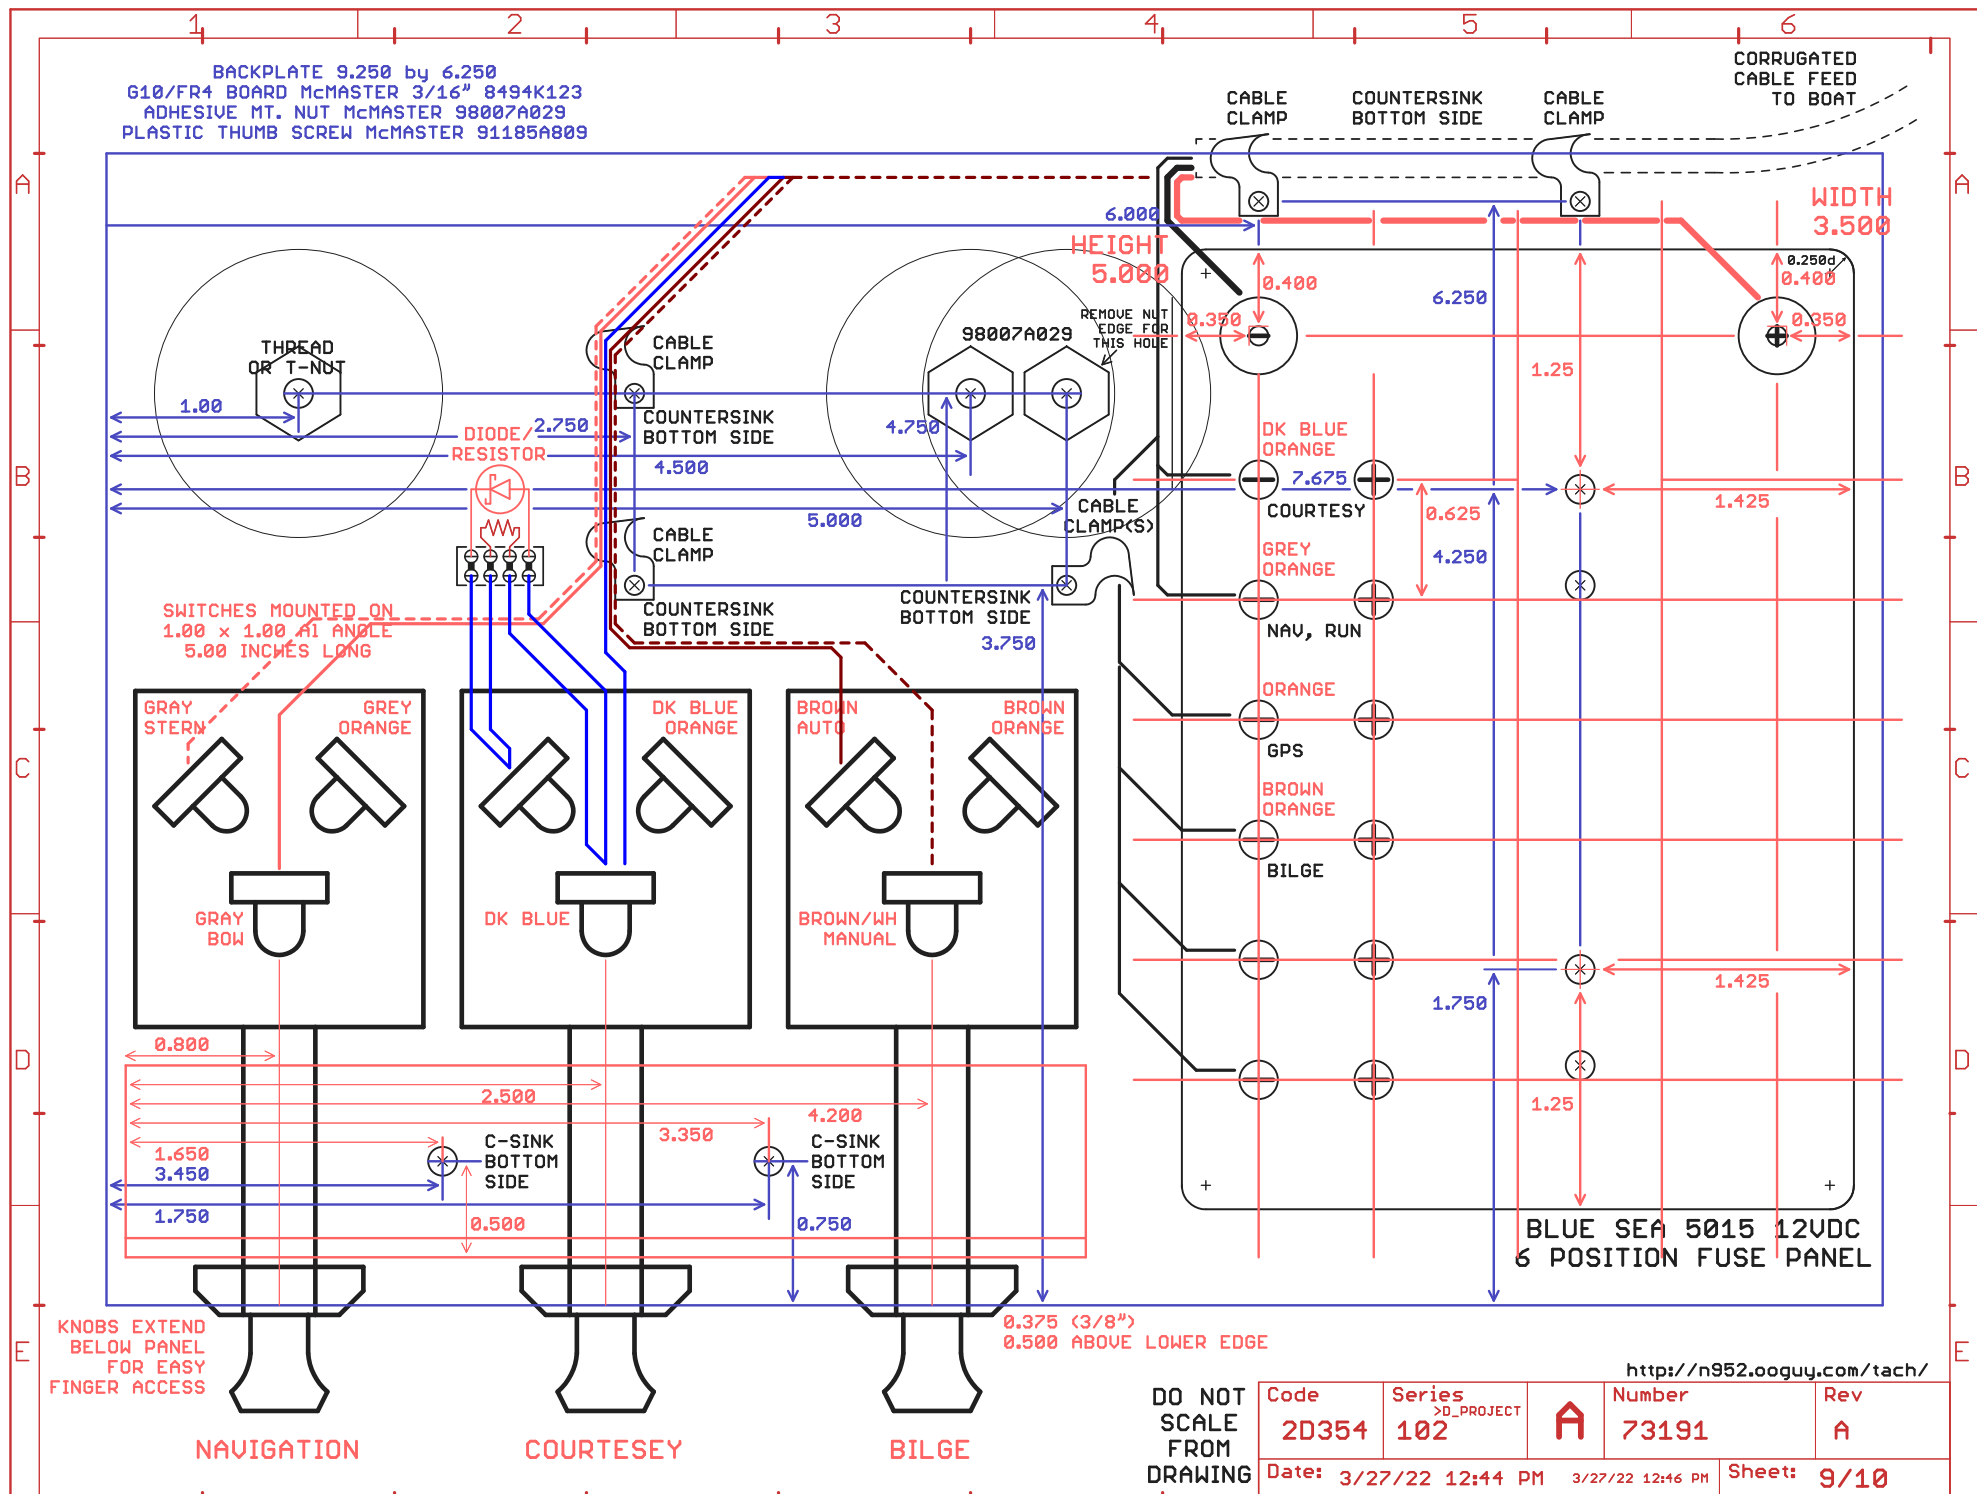 1 2 3 4 5 6
BACKPLATE 9.250 by 6.250
G10/FR4 BOARD McMASTER 3/16" 8494K123
ADHESIVE MT. NUT McMASTER 98007A029
PLASTIC THUMB SCREW McMASTER 91185A809
CABLE
CLAMP
COUNTERSINK
BOTTOM SIDE
CABLE
CLAMP
CORRUGATED
CABLE FEED
TO BOAT
A
A
WIDTH
3.500
6.000
HEIGHT
5.000
0.400
6.250
0.250d
0.400
0.350
0.350
REMOVE NUT
EDGE FOR
THIS HOLE
98007A029
THREAD
OR T-NUT
CABLE
CLAMP
1.25
1.00
2.750
COUNTERSINK
BOTTOM SIDE
4.750
DIODE/
RESISTOR
4.500
DK BLUE
ORANGE
B
B
7.675
1.425
5.000
CABLE
CLAMP(S)
COURTESY
0.625
CABLE
CLAMP
GREY
ORANGE
4.250
COUNTERSINK
BOTTOM SIDE
COUNTERSINK
BOTTOM SIDE
NAV, RUN
3.750
SWITCHES MOUNTED ON
1.00 x 1.00 Al ANGLE
5.00 INCHES LONG
GRAY
STERN
GREY
ORANGE
DK BLUE
ORANGE
BROWN
AUTO
BROWN
ORANGE
ORANGE
GPS
C
C
BROWN
ORANGE
BILGE
GRAY
BOW
DK BLUE
BROWN/WH
MANUAL
1.425
1.750
0.800
D
D
2.500
4.200
1.25
3.350
1.650
C-SINK
BOTTOM
SIDE
C-SINK
BOTTOM
SIDE
3.450
1.750
0.500
0.750
BLUE SEA 5015 12VDC
6 POSITION FUSE PANEL
KNOBS EXTEND
BELOW PANEL
FOR EASY
FINGER ACCESS
0.375 (3/8")
0.500 ABOVE LOWER EDGE
E
E
http://n952.ooguy.com/tach/
DO NOT
SCALE
FROM
DRAWING
Code
2D354
Series
>D_PROJECT
102
A
Number
73191
Rev
A
NAVIGATION
COURTESEY
BILGE
Date: 3/27/22 12:44 PM
3/27/22 12:46 PM
Sheet: 9/10